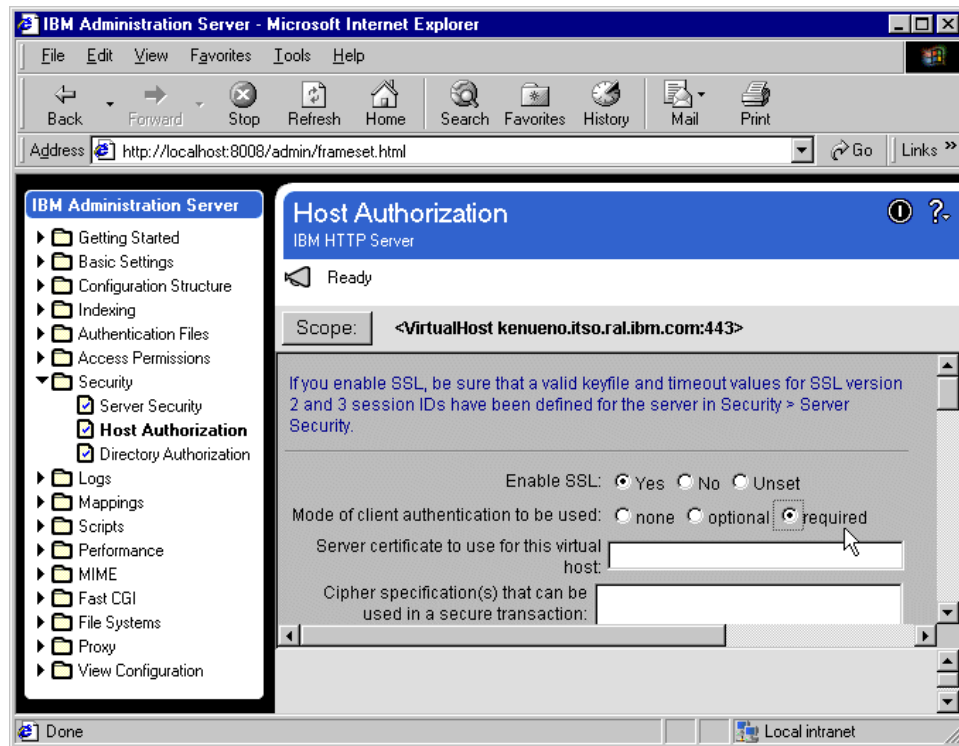 IBM Administration Server - Microsoft Internet Explorer
File Edit View Favorites Tools Help
Back Forward Stop Refresh Home Search Favorites History Mail Print
Address http://localhost:8008/admin/frameset.html Go Links »
IBM Administration Server
Getting Started
Basic Settings
Configuration Structure
Indexing
Authentication Files
Access Permissions
Security
Server Security
Host Authorization
Directory Authorization
Logs
Mappings
Scripts
Performance
MIME
Fast CGI
File Systems
Proxy
View Configuration
Host Authorization
?
IBM HTTP Server
Ready
Scope: <VirtualHost kenueno.itso.ral.ibm.com:443>
If you enable SSL, be sure that a valid keyfile and timeout values for SSL version
2 and 3 session IDs have been defined for the server in Security > Server
Security.
Enable SSL: Yes No Unset
Mode of client authentication to be used: none optional required
Server certificate to use for this virtual
host:
Cipher specification(s) that can be
used in a secure transaction:
Done Local intranet